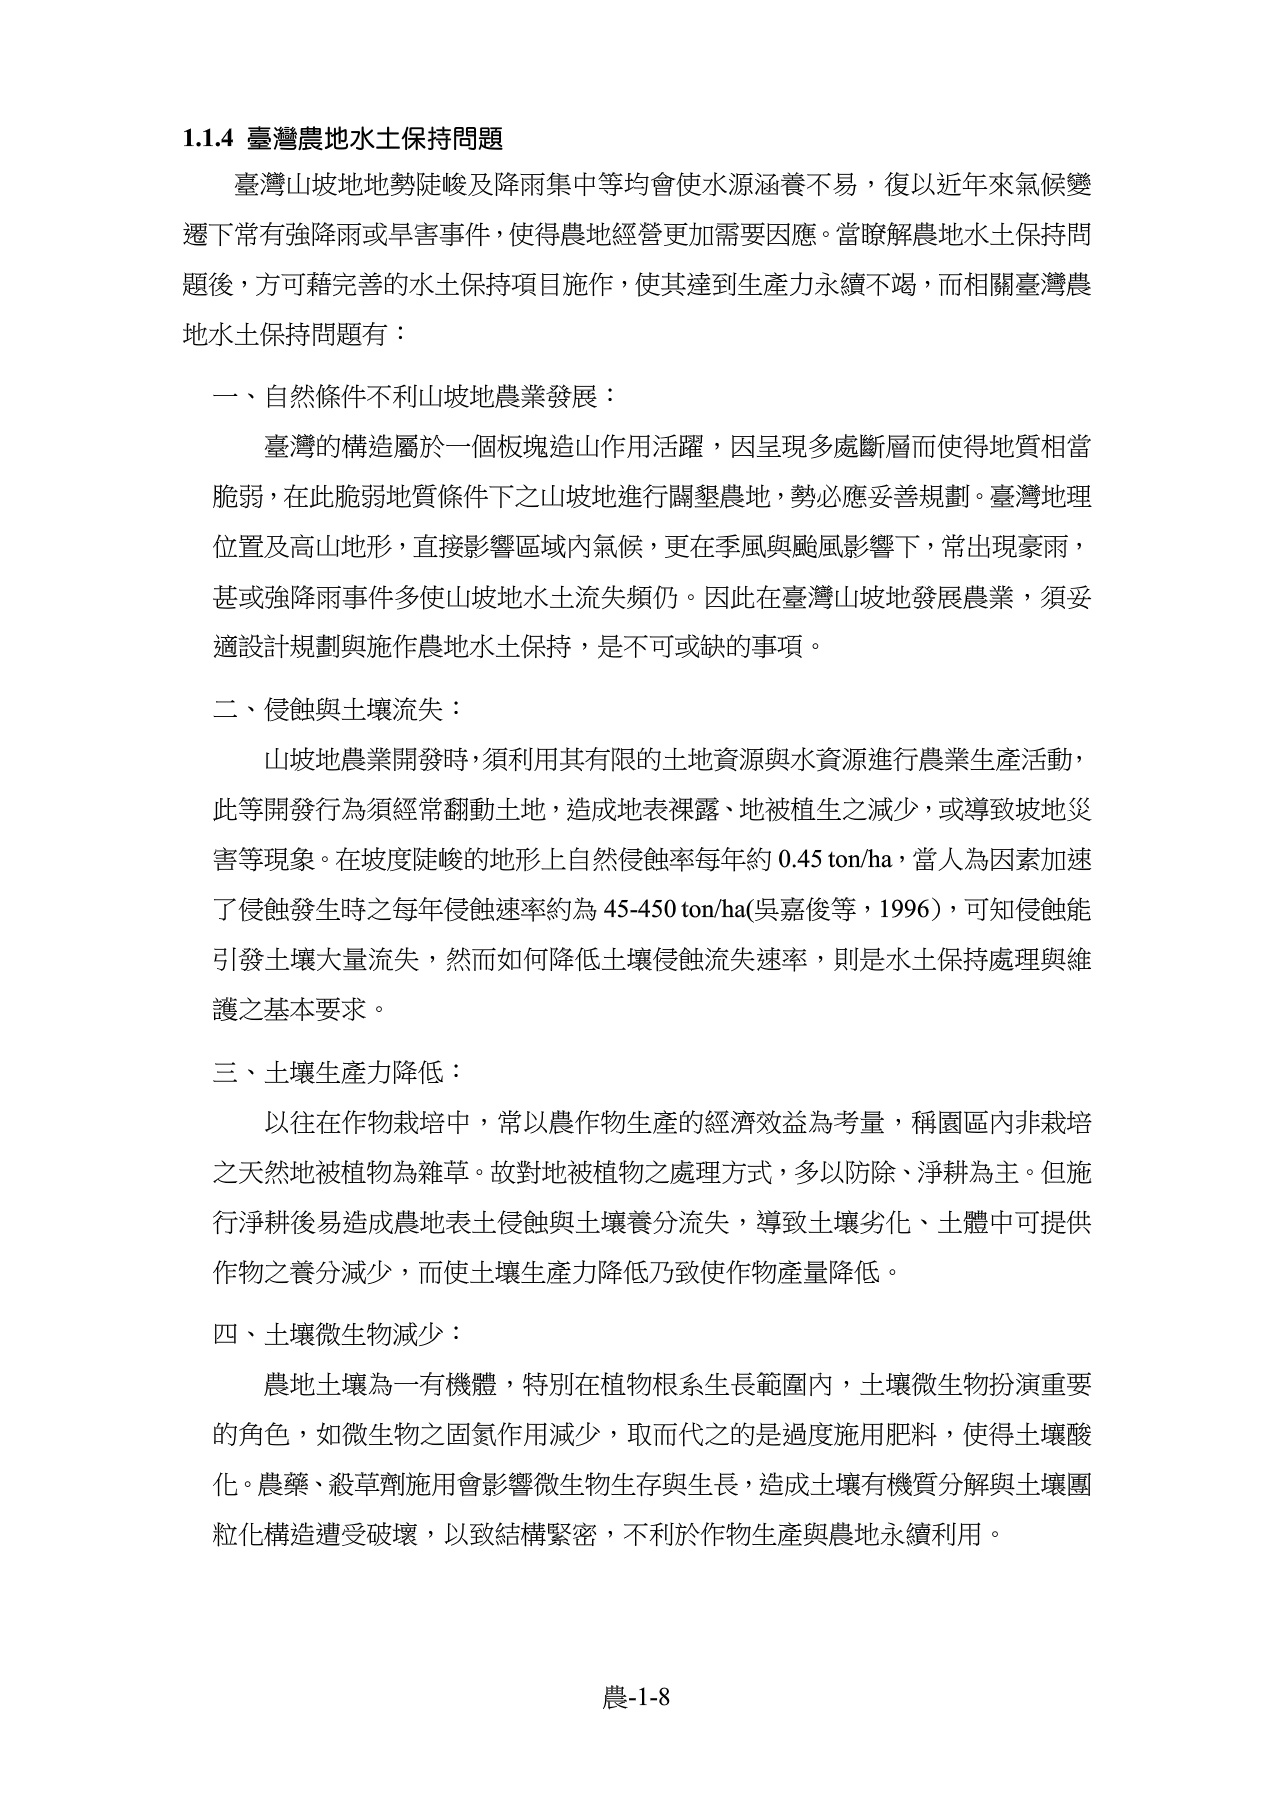 1.1.4 臺灣農地水土保持問題
臺灣山坡地地勢陡峻及降雨集中等均會使水源涵養不易，復以近年來氣候變
遷下常有強降雨或旱害事件，使得農地經營更加需要因應。當瞭解農地水土保持問
題後，方可藉完善的水土保持項目施作，使其達到生產力永續不竭，而相關臺灣農
地水土保持問題有：
一、自然條件不利山坡地農業發展：
臺灣的構造屬於一個板塊造山作用活躍，因呈現多處斷層而使得地質相當
脆弱，在此脆弱地質條件下之山坡地進行闢墾農地，勢必應妥善規劃。臺灣地理
位置及高山地形，直接影響區域內氣候，更在季風與颱風影響下，常出現豪雨，
甚或強降雨事件多使山坡地水土流失頻仍。因此在臺灣山坡地發展農業，須妥
適設計規劃與施作農地水土保持，是不可或缺的事項。
二、侵蝕與土壤流失：
山坡地農業開發時，須利用其有限的土地資源與水資源進行農業生產活動，
此等開發行為須經常翻動土地，造成地表裸露、地被植生之減少，或導致坡地災
害等現象。在坡度陡峻的地形上自然侵蝕率每年約 0.45 ton/ha，當人為因素加速
了侵蝕發生時之每年侵蝕速率約為 45-450 ton/ha(吳嘉俊等，1996)，可知侵蝕能
引發土壤大量流失，然而如何降低土壤侵蝕流失速率，則是水土保持處理與維
護之基本要求。
三、土壤生產力降低：
以往在作物栽培中，常以農作物生產的經濟效益為考量，稱園區內非栽培
之天然地被植物為雜草。故對地被植物之處理方式，多以防除、淨耕為主。但施
行淨耕後易造成農地表土侵蝕與土壤養分流失，導致土壤劣化、土體中可提供
作物之養分減少，而使土壤生產力降低乃致使作物產量降低。
四、土壤微生物減少：
農地土壤為一有機體，特別在植物根系生長範圍內，土壤微生物扮演重要
的角色，如微生物之固氮作用減少，取而代之的是過度施用肥料，使得土壤酸
化。農藥、殺草劑施用會影響微生物生存與生長，造成土壤有機質分解與土壤團
粒化構造遭受破壞，以致結構緊密，不利於作物生產與農地永續利用。
農-1-8